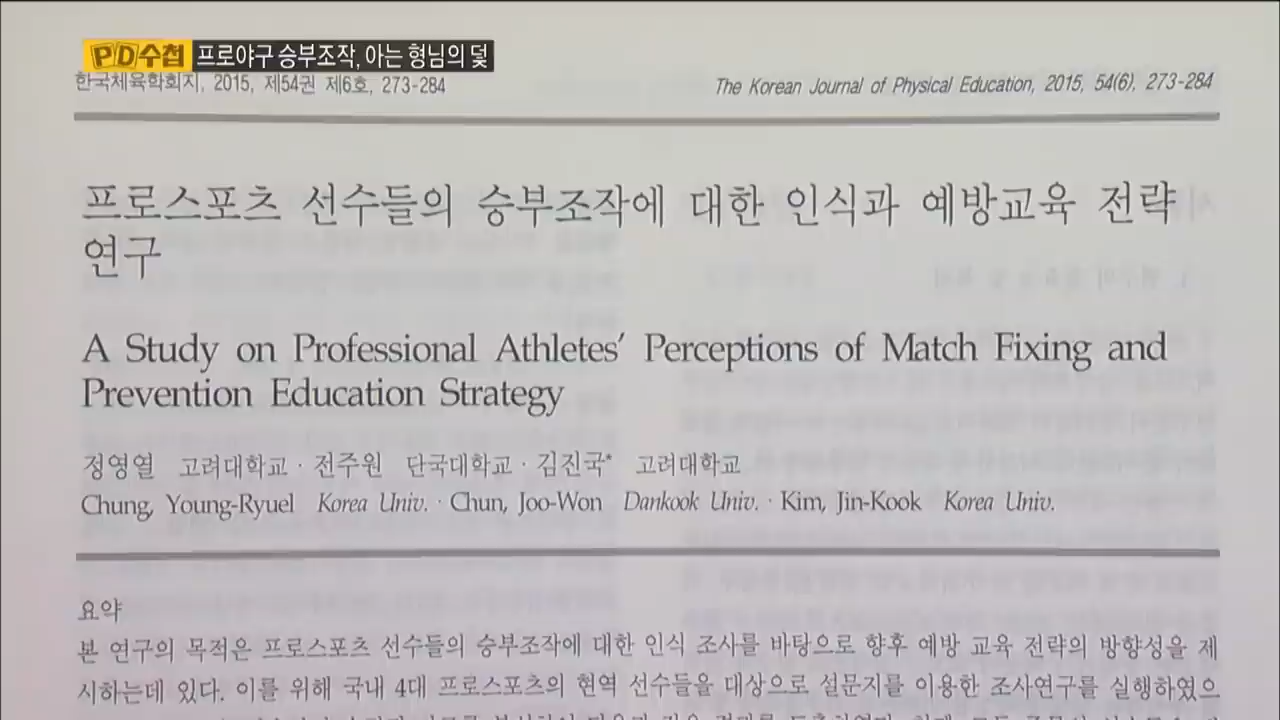 PD수첩 프로야구 승부조작, 아는 형님의 덫
한국체육학회지, 2015, 제54권 제6호, 273-284
The Korean Journal of Physical Education, 2015, 54(6), 273-284
프로스포츠 선수들의 승부조작에 대한 인식과 예방교육 전략
연구
A Study on Professional Athletes' Perceptions of Match Fixing and
Prevention Education Strategy
정영열 고려대학교 · 전주원 단국대학교 · 김진국* 고려대학교
Chung, Young-Ryuel Korea Univ. · Chun, Joo-Won Dankook Univ. · Kim, Jin-Kook Korea Univ.
요약
본 연구의 목적은 프로스포츠 선수들의 승부조작에 대한 인식 조사를 바탕으로 향후 예방 교육 전략의 방향성을 제
시하는데 있다. 이를 위해 국내 4대 프로스포츠의 현역 선수들을 대상으로 설문지를 이용한 조사연구를 실행하였으